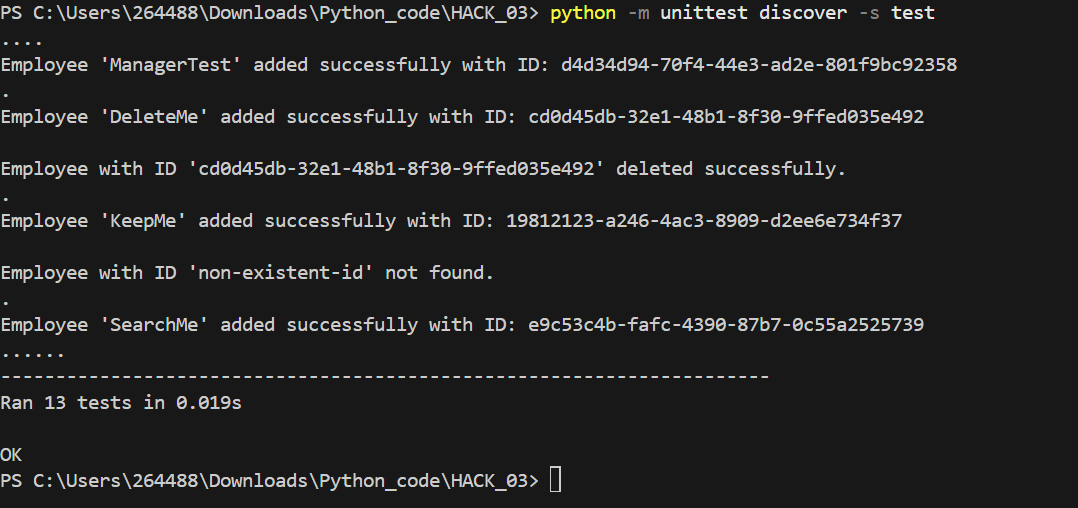 PS C:\Users\264488\Downloads\Python_code\HACK_03> python -m unittest discover -s test
....
Employee 'ManagerTest' added successfully with ID: d4d34d94-70f4-44e3-ad2e-801f9bc92358
.
Employee 'DeleteMe' added successfully with ID: cd0d45db-32e1-48b1-8f30-9ffed035e492
Employee with ID 'cd0d45db-32e1-48b1-8f30-9ffed035e492' deleted successfully.
.
Employee 'KeepMe' added successfully with ID: 19812123-a246-4ac3-8909-d2ee6e734f37
Employee with ID 'non-existent-id' not found.
.
Employee 'SearchMe' added successfully with ID: e9c53c4b-fafc-4390-87b7-0c55a2525739
......
----------------------------------------------------------------------
Ran 13 tests in 0.019s
OK
PS C:\Users\264488\Downloads\Python_code\HACK_03>